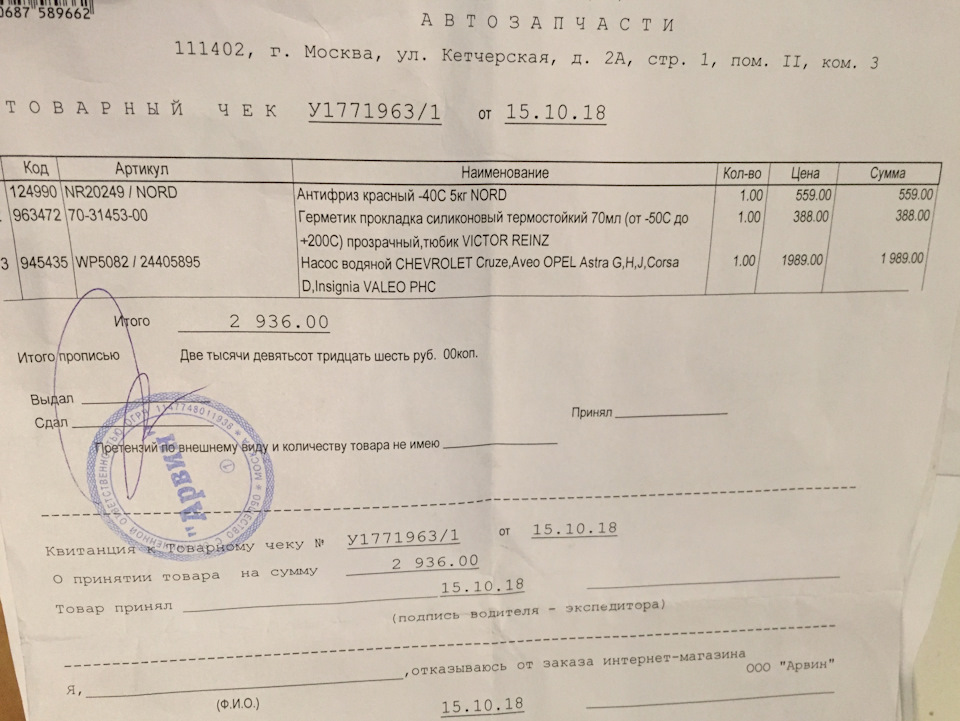 0687 589662
АВТОЗАПЧАСТИ
111402, г. Москва, ул. Кетчерская, д. 2А, стр. 1, пом. II, ком. 3
ТОВАРНЫЙ ЧЕК У1771963/1 от 15.10.18
Код Артикул Наименование Кол-во Цена Сумма
124990 NR20249 / NORD Антифриз красный -40С 5кг NORD 1.00 559.00 559.00
963472 70-31453-00 Герметик прокладка силиконовый термостойкий 70мл (от -50С до 1.00 388.00 388.00
+200С) прозрачный,тюбик VICTOR REINZ
3 945435 WP5082 / 24405895 Насос водяной CHEVROLET Cruze,Aveo OPEL Astra G,H,J,Corsa 1.00 1989.00 1 989.00
D,Insignia VALEO PHC
Итого 2 936.00
Итого прописью Две тысячи девятьсот тридцать шесть руб. 00коп.
Выдал
Сдал Принял
Претензий по внешнему виду и количеству товара не имею
"Арвин
Квитанция к Товарному чеку № У1771963/1 от 15.10.18
О принятии товара на сумму 2 936.00
Товар принял 15.10.18
(подпись водителя - экспедитора)
Я, ,отказываюсь от заказа интернет-магазина ООО "Арвин"
(Ф.И.О.) 15.10.18